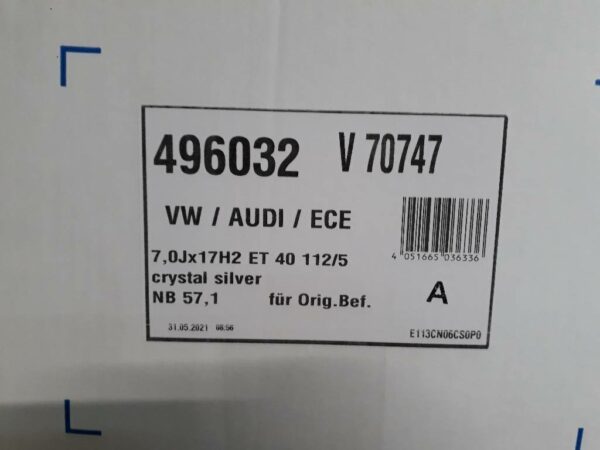 496032 V 70747
VW / AUDI / ECE
4 051665 036336
7,0Jx17H2 ET 40 112/5
crystal silver
NB 57,1 für Orig.Bef.
A
31.05.2021 08:56
E113CN06CS0P0